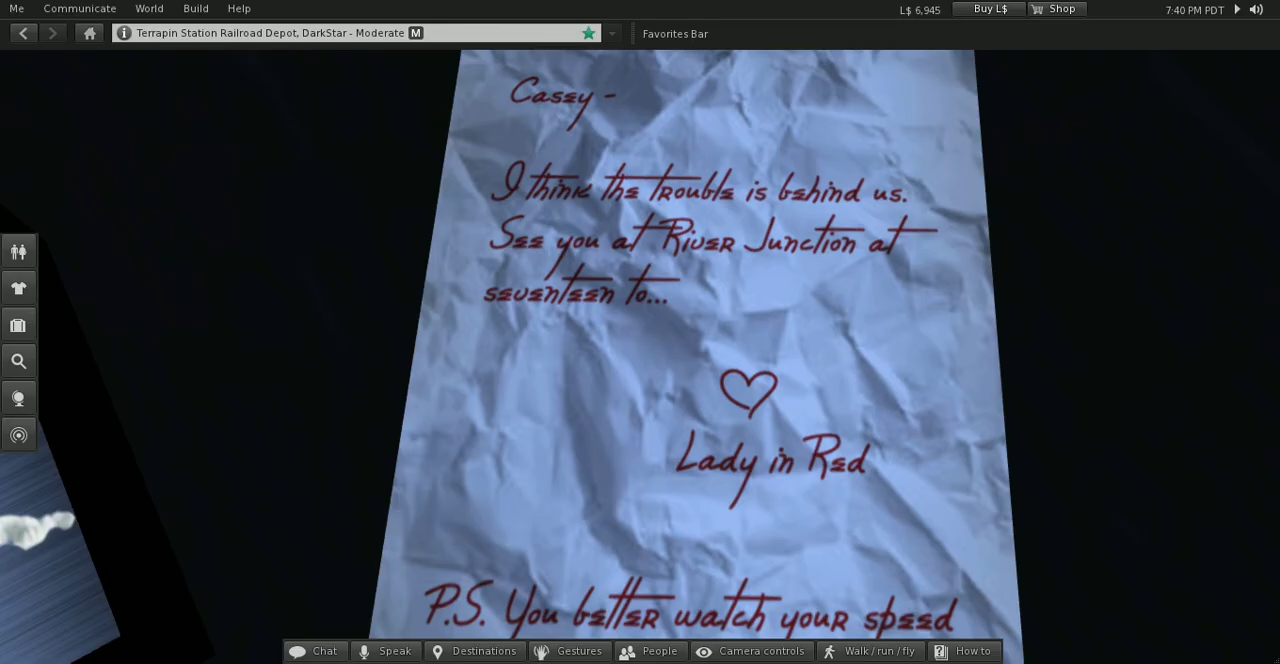 Me Communicate World Build Help L$ 6,945 Buy L$ Shop 7:40 PM PDT
Terrapin Station Railroad Depot, DarkStar - Moderate M Favorites Bar
Casey -
I think the trouble is behind us.
See you at River Junction at
seventeen to...
Lady in Red
P.S. You better watch your speed
Chat Speak Destinations Gestures People Camera controls Walk / run / fly How to